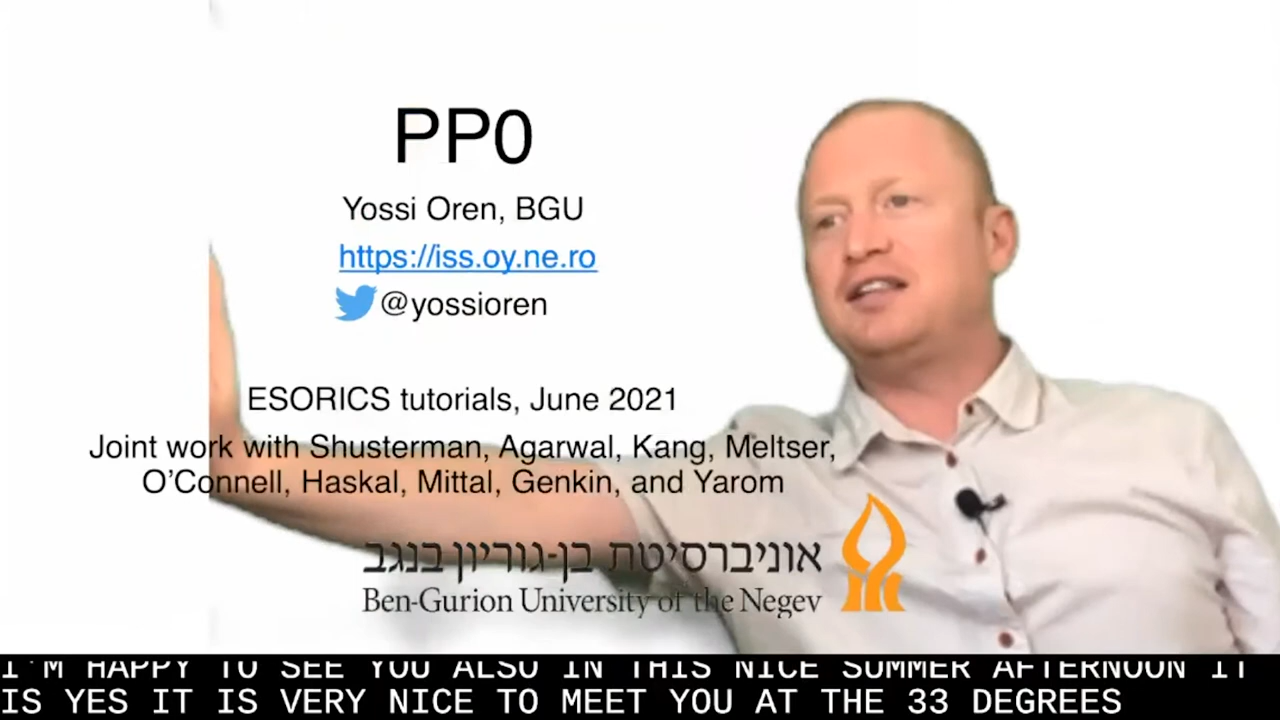 PP0
Yossi Oren, BGU
https://iss.oy.ne.ro
@yossioren
ESORICS tutorials, June 2021
Joint work with Shusterman, Agarwal, Kang, Meltser,
O'Connell, Haskal, Mittal, Genkin, and Yarom
אוניברסיטת בן-גוריון בנגב
Ben-Gurion University of the Negev
I'M HAPPY TO SEE YOU ALSO IN THIS NICE SUMMER AFTERNOON IT
IS YES IT IS VERY NICE TO MEET YOU AT THE 33 DEGREES